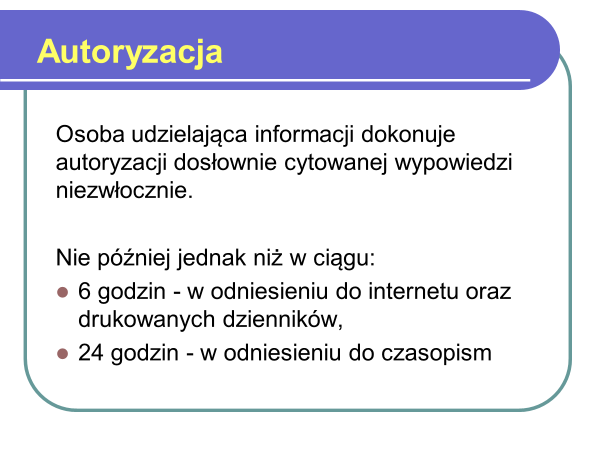 Autoryzacja
Osoba udzielająca informacji dokonuje
autoryzacji dosłownie cytowanej wypowiedzi
niezwłocznie.
Nie później jednak niż w ciągu:
6 godzin - w odniesieniu do internetu oraz
drukowanych dzienników,
24 godzin - w odniesieniu do czasopism